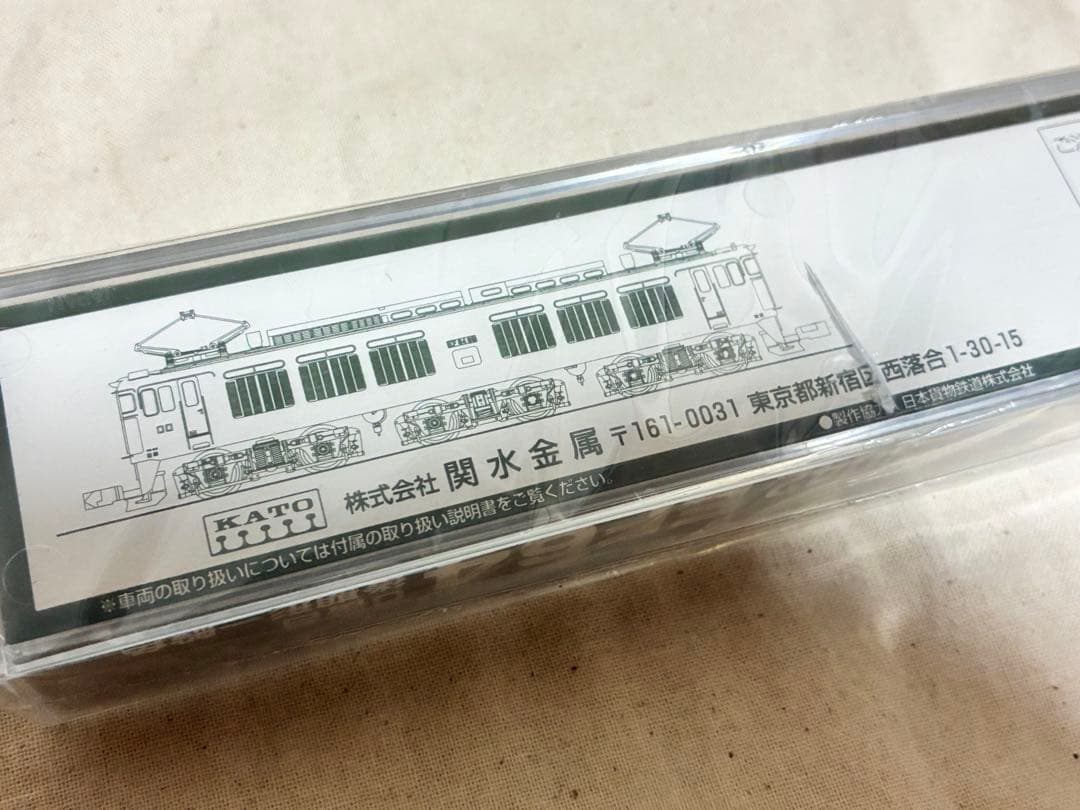 KATO
株式会社 関水金属 〒161-0031 東京都新宿区西落合1-30-15
※車両の取り扱いについては付属の取り扱い説明書をご覧ください。
●製作協力 日本貨物鉄道株式会社